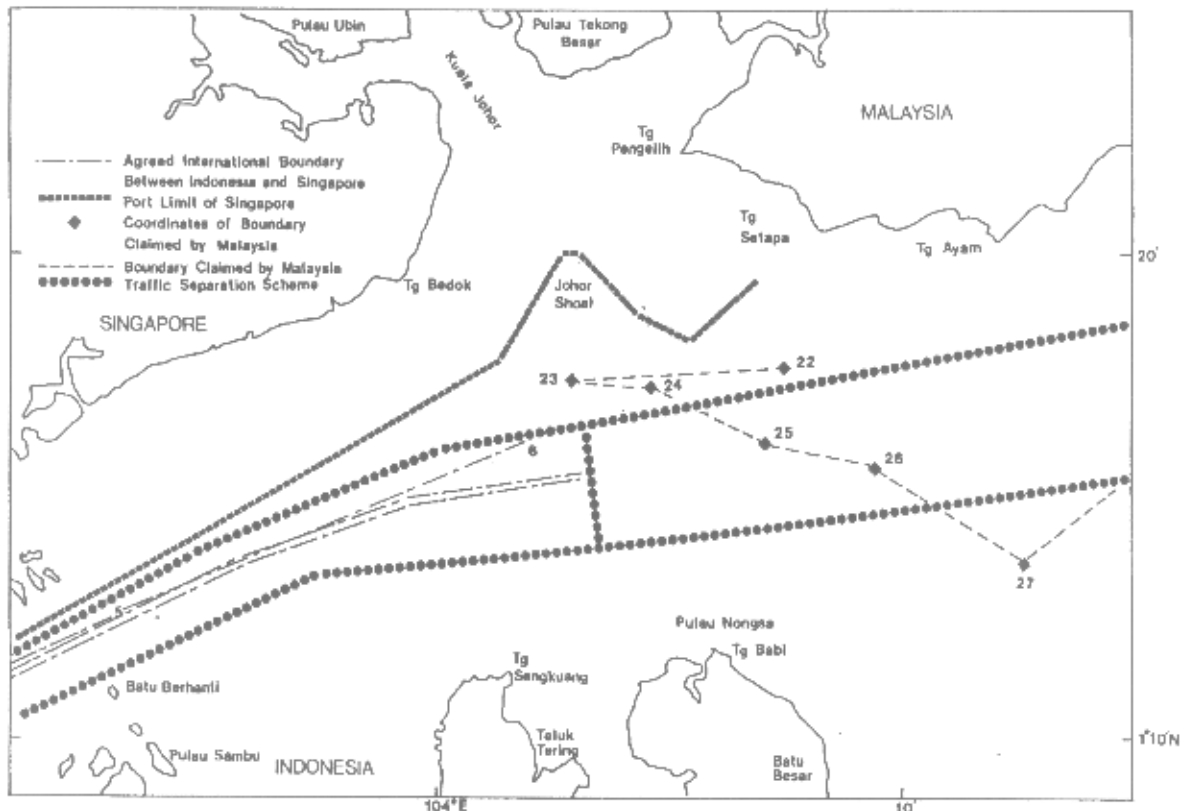 Pulau Ubin
Pulau Tekong
Besar
Kuala Johor
MALAYSIA
Tg
Pengelih
Agreed International Boundary
Between Indonesia and Singapore
Port Limit of Singapore
Coordinates of Boundary
Claimed by Malaysia
Boundary Claimed by Malaysia
Traffic Separation Scheme
Tg
Setapa
Tg Ayam
20'
Tg Bedok
Johor
Shoal
SINGAPORE
23
24
22
25
6
26
5
27
Pulau Nongsa
Tg Babi
Tg
Sengkuang
Batu Berhanti
Teluk
Tering
Pulau Sambu
INDONESIA
Batu
Besar
1°10'N
104°E
10'